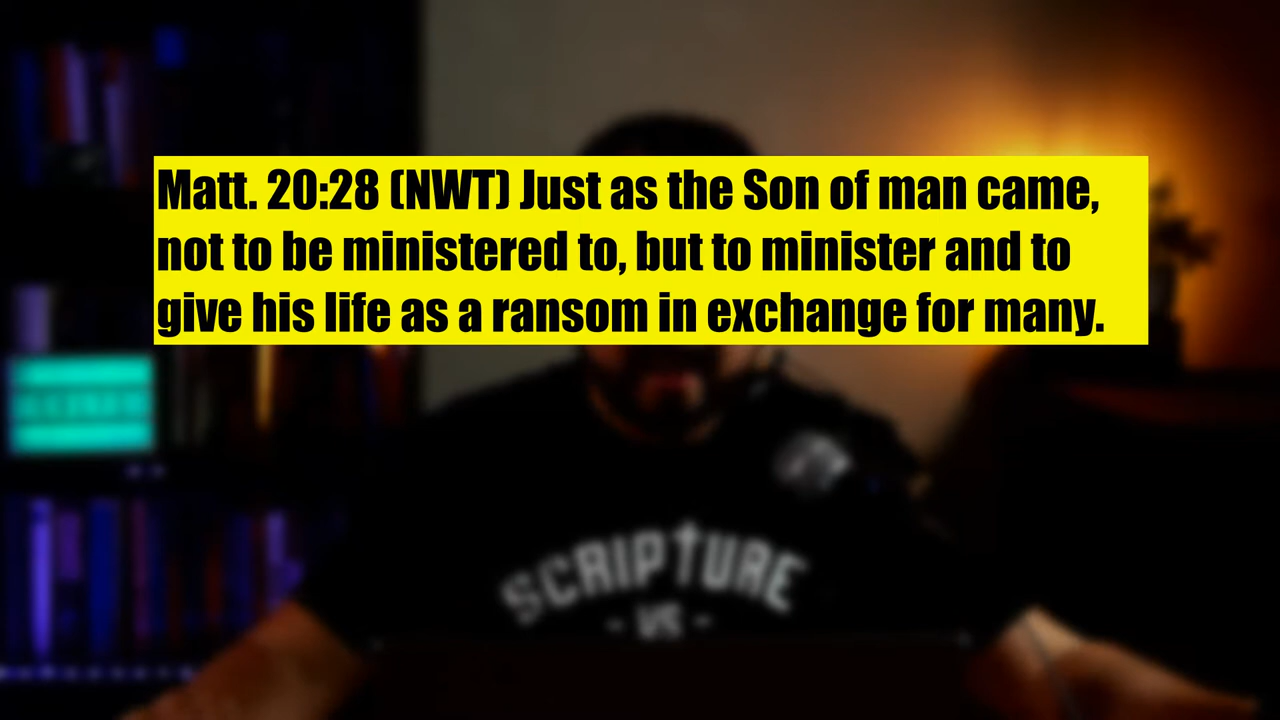 Matt. 20:28 (NWT) Just as the Son of man came,
not to be ministered to, but to minister and to
give his life as a ransom in exchange for many.
SCRIPTURE
- VS -